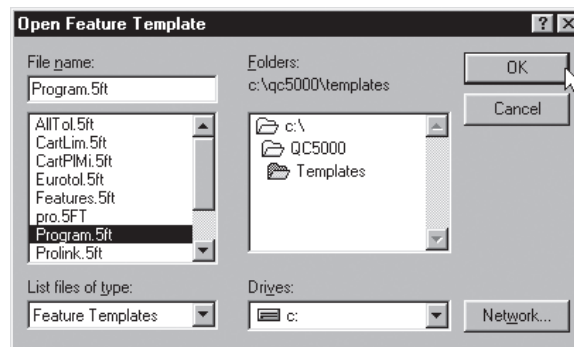 Open Feature Template
File name:
Program.5ft
AllTol.5ft
CartLim.5ft
CartPlMi.5ft
Eurotol.5ft
Features.5ft
pro.5FT
Program.5ft
Prolink.5ft
List files of type:
Feature Templates
Folders:
c:\qc5000\templates
c:\
QC5000
Templates
Drives:
c:
OK
Cancel
Network...